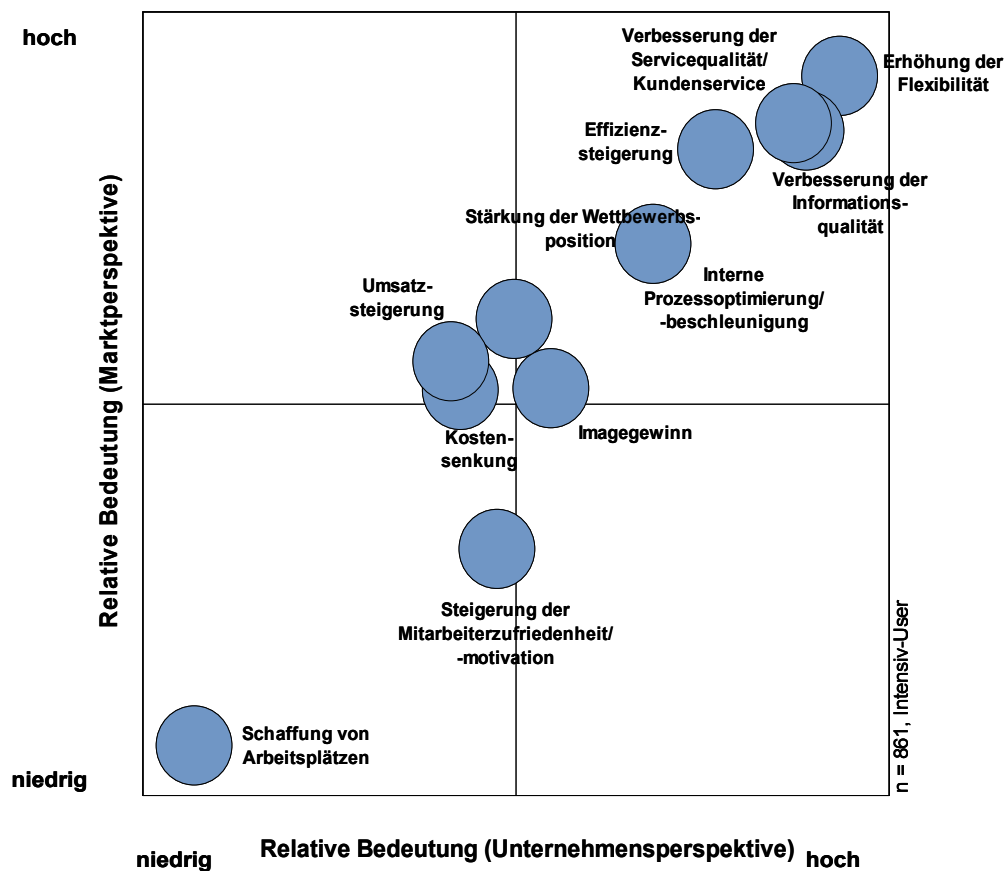 hoch
Verbesserung der
Servicequalität/
Kundenservice
Erhöhung der
Flexibilität
Effizienz-
steigerung
Verbesserung der
Informations-
qualität
Stärkung der Wettbewerbs-
position
Interne
Prozessoptimierung/
-beschleunigung
Umsatz-
steigerung
Imagegewinn
Kosten-
senkung
Steigerung der
Mitarbeiterzufriedenheit/
-motivation
Schaffung von
Arbeitsplätzen
Relative Bedeutung (Marktperspektive)
n = 861, Intensiv-User
niedrig
niedrig
Relative Bedeutung (Unternehmensperspektive)
hoch